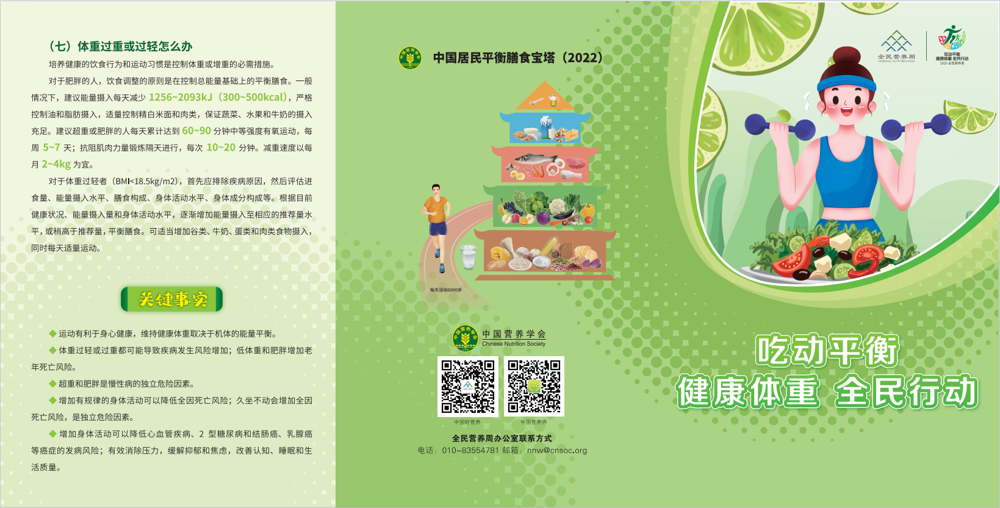 （七）体重过重或过轻怎么办
培养健康的饮食行为和运动习惯是控制体重或增重的必需措施。
对于肥胖的人，饮食调整的原则是在控制总能量基础上的平衡膳食。一般
情况下，建议能量摄入每天减少 1256~2093kJ（300~500kcal），严格
控制油和脂肪摄入，适量控制精白米面和肉类，保证蔬菜、水果和牛奶的摄入
充足。建议超重或肥胖的人每天累计达到 60~90 分钟中等强度有氧运动，每
周 5~7 天；抗阻肌肉力量锻炼隔天进行，每次 10~20 分钟。减重速度以每
月 2~4kg 为宜。
对于体重过轻者（BMI<18.5kg/m2），首先应排除疾病原因，然后评估进
食量、能量摄入水平、膳食构成、身体活动水平、身体成分构成等。根据目前
健康状况、能量摄入量和身体活动水平，逐渐增加能量摄入至相应的推荐量水
平，或稍高于推荐量，平衡膳食。可适当增加谷类、牛奶、蛋类和肉类食物摄入，
同时每天适量运动。
关键事实
◆ 运动有利于身心健康，维持健康体重取决于机体的能量平衡。
◆ 体重过轻或过重都可能导致疾病发生风险增加；低体重和肥胖增加老
年死亡风险。
◆ 超重和肥胖是慢性病的独立危险因素。
◆ 增加有规律的身体活动可以降低全因死亡风险；久坐不动会增加全因
死亡风险，是独立危险因素。
◆ 增加身体活动可以降低心血管疾病、2 型糖尿病和结肠癌、乳腺癌
等癌症的发病风险；有效消除压力，缓解抑郁和焦虑，改善认知、睡眠和生
活质量。
中国营养学会
中国居民平衡膳食宝塔（2022）
每天活动6000步
中国营养学会
中国营养学会
Chinese Nutrition Society
中国好营养
中国营养界
全民营养周办公室联系方式
电话：010-83554781 邮箱：nnw@cnsoc.org
全民营养周
NATIONAL NUTRITION WEEK
吃动平衡
健康体重 全民行动
2025 全民营养周
吃动平衡
健康体重 全民行动